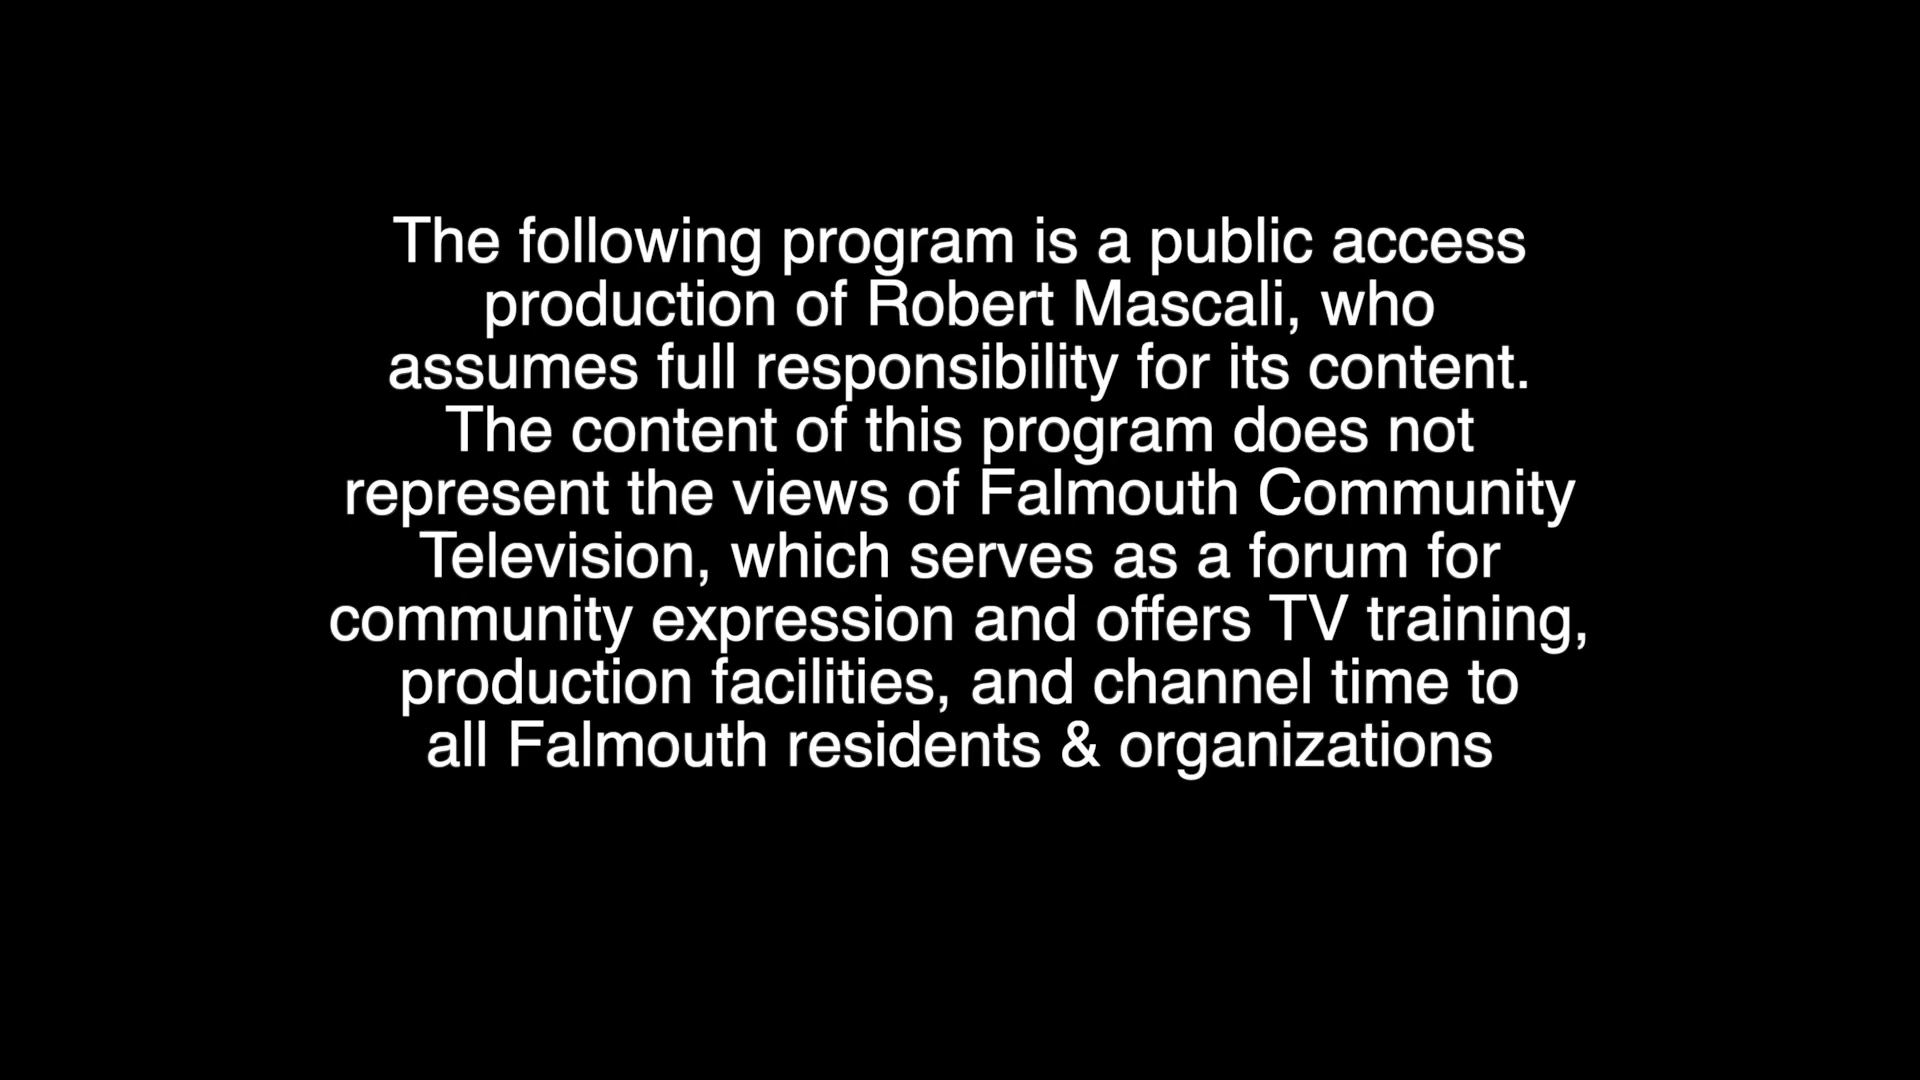 The following program is a public access
production of Robert Mascali, who
assumes full responsibility for its content.
The content of this program does not
represent the views of Falmouth Community
Television, which serves as a forum for
community expression and offers TV training,
production facilities, and channel time to
all Falmouth residents & organizations